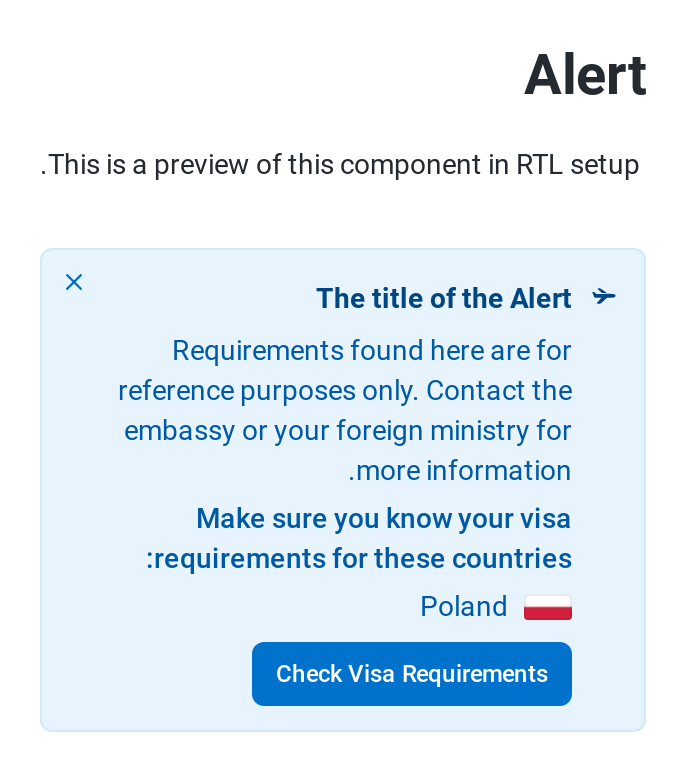 Alert
.This is a preview of this component in RTL setup
The title of the Alert
Requirements found here are for
reference purposes only. Contact the
embassy or your foreign ministry for
.more information
Make sure you know your visa
:requirements for these countries
Poland
Check Visa Requirements